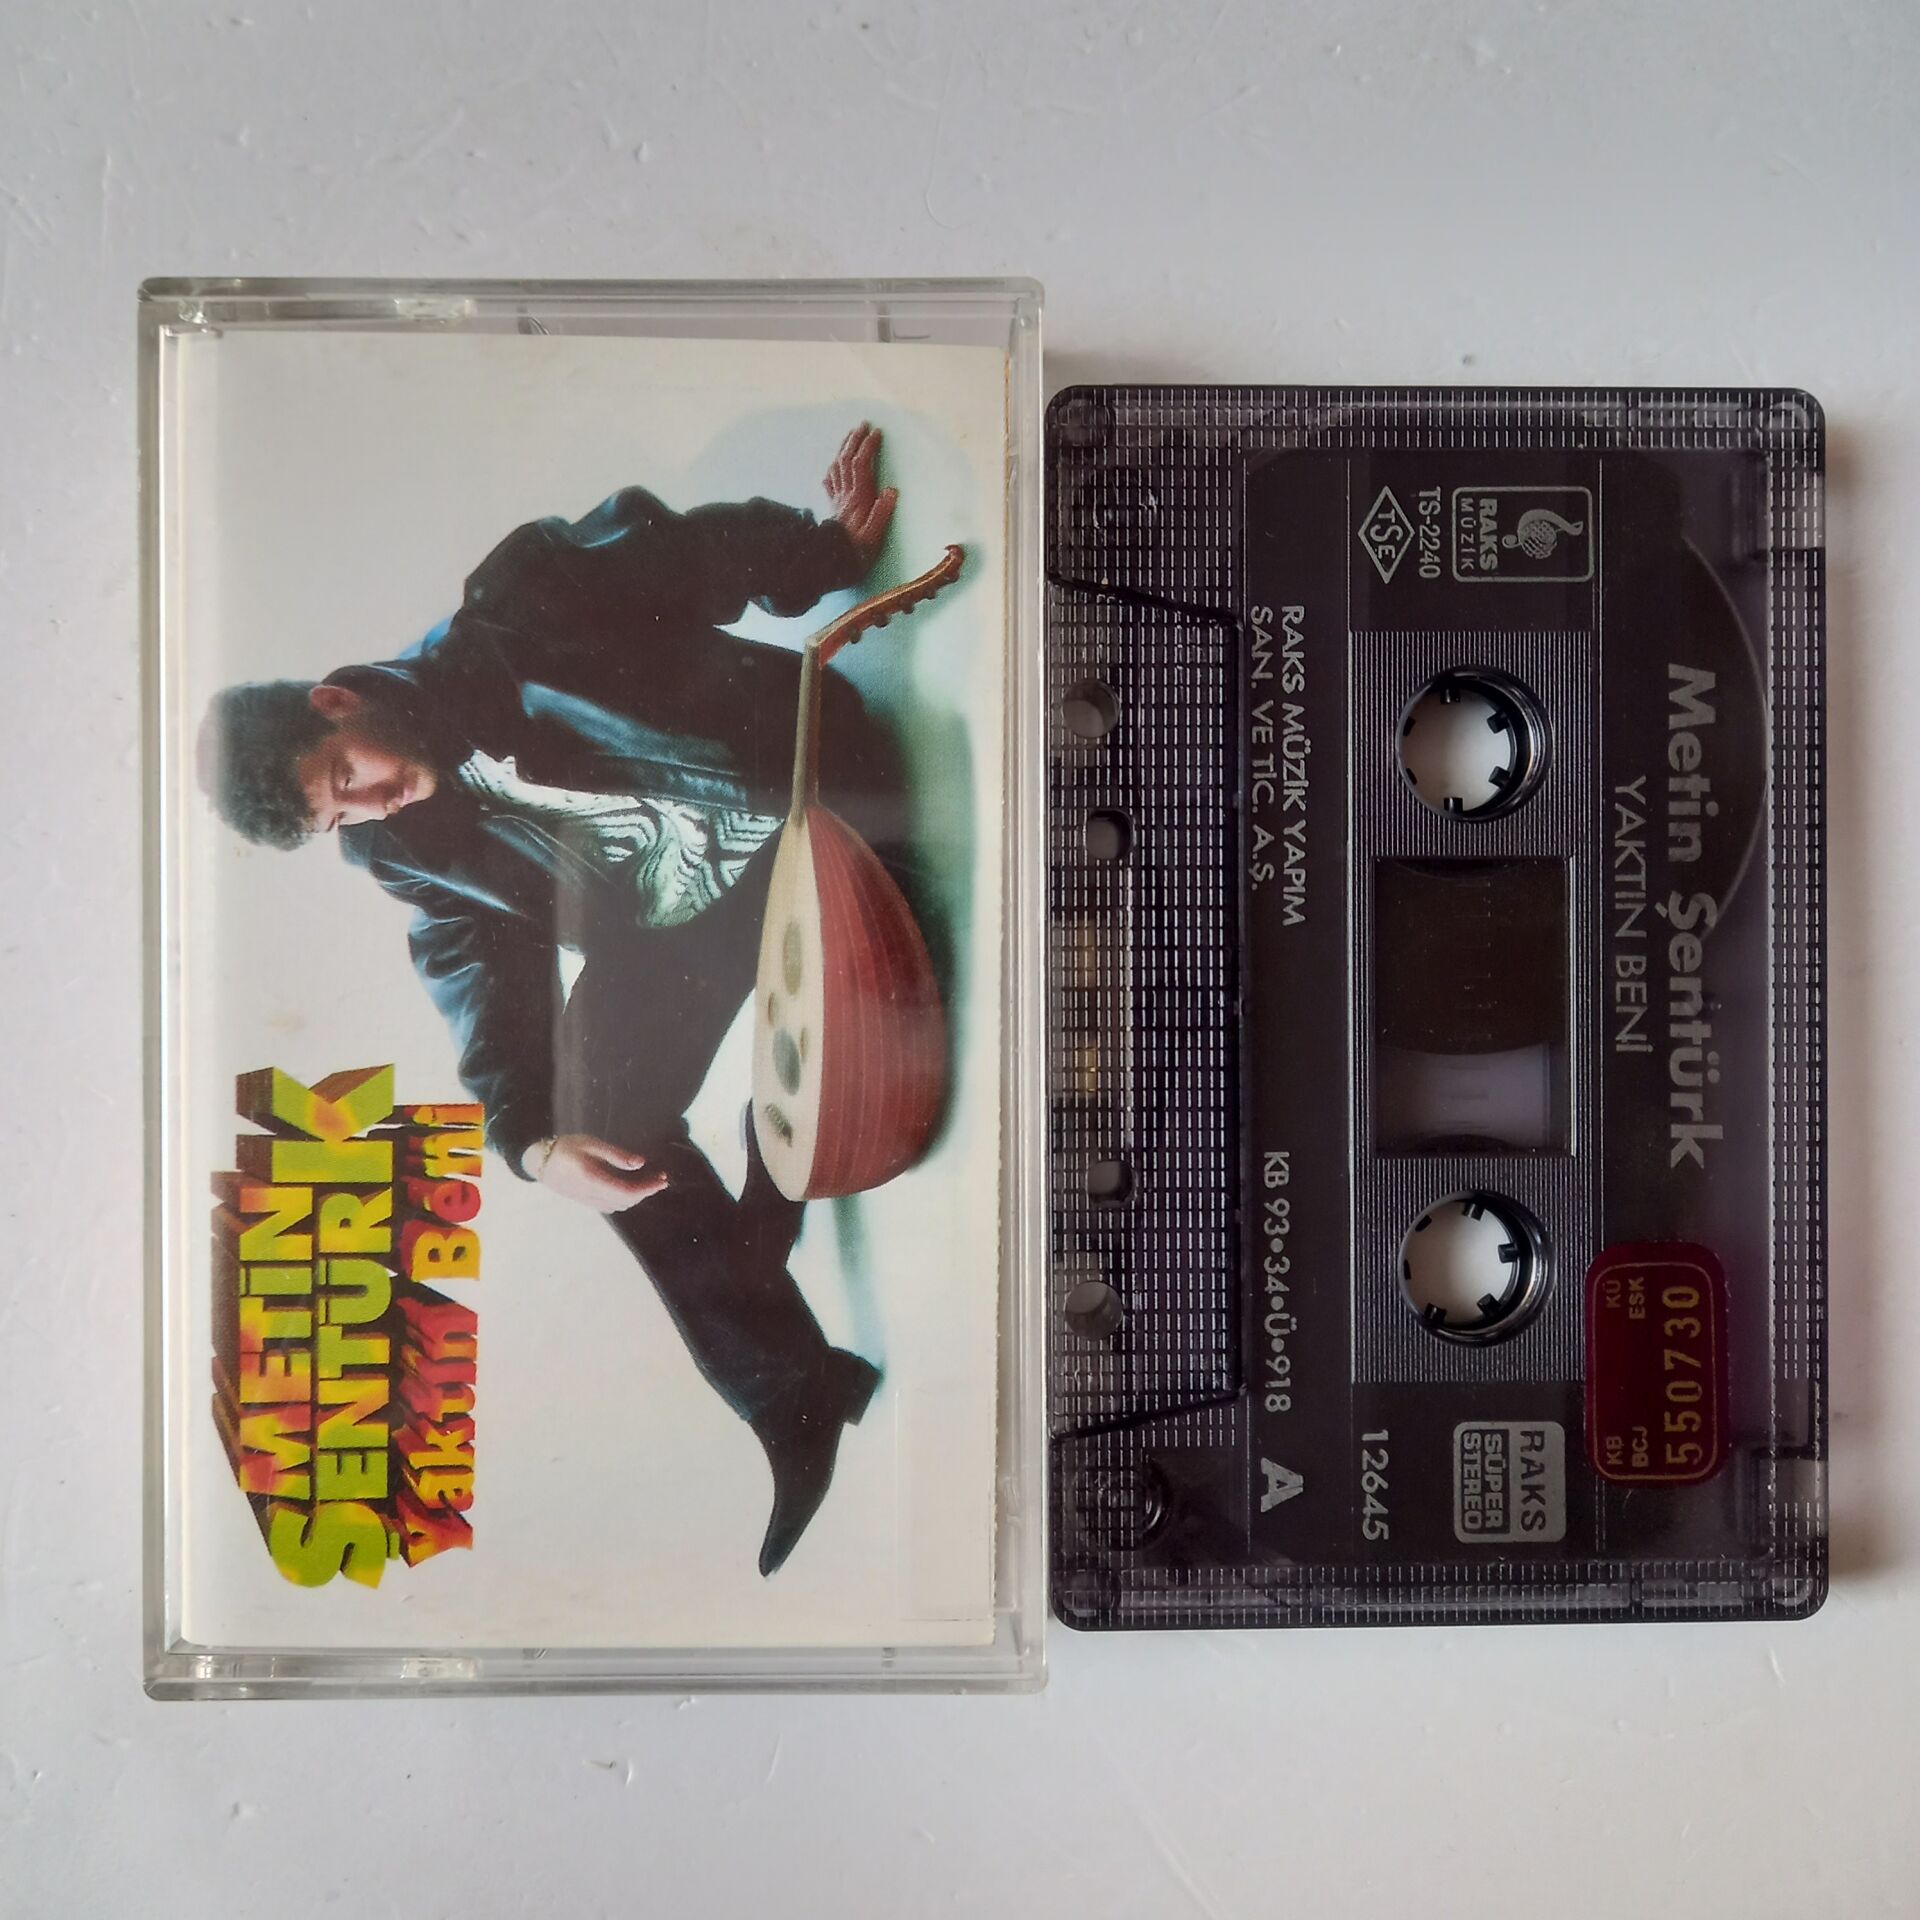 METİN
ŞENTÜRK
Yaktın Beni
Metin Şentürk
YAKTIN BENİ
RAKS
MÜZİK
TS-2240
TSE
RAKS MÜZİK YAPIM
SAN. VE TİC. A.Ş.
KB 93•34•Ü•918
A
12645
RAKS
SÜPER
STEREO
KB KÜ
BCJ ESK
550730